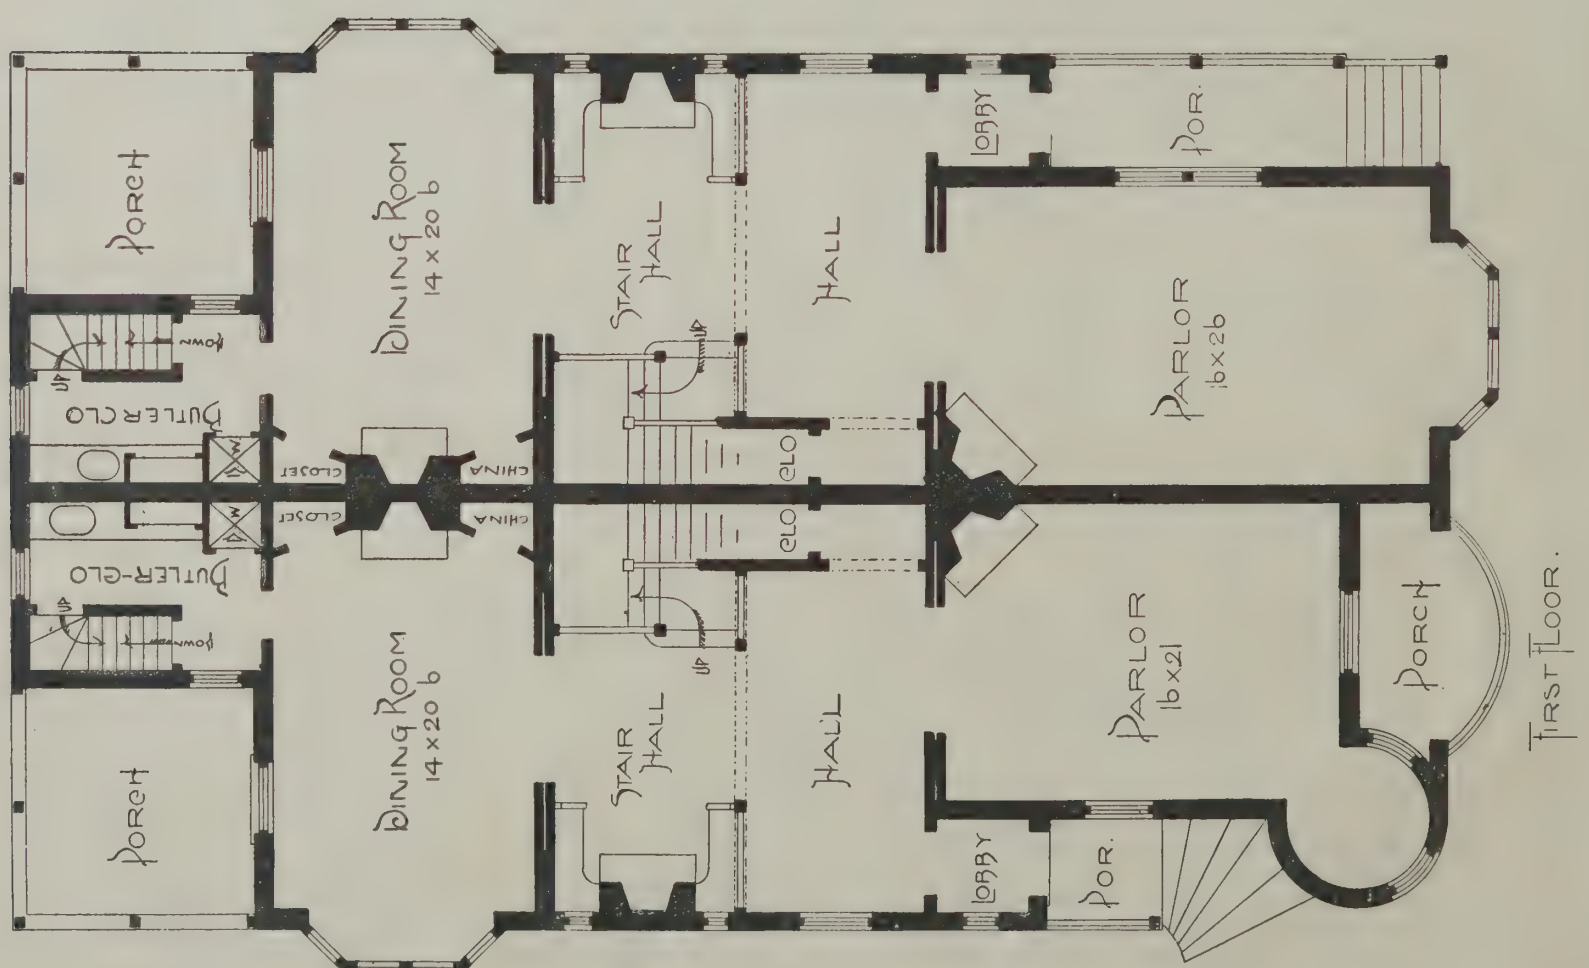 PORCH
DOWN
UP
BUTLER CLO
DINING ROOM
14 x 20 6
CLOSET
CHINA
STAIR
HALL
UP
HALL
CLO
LOBBY
POR.
PARLOR
16 x 26
BUTLER-CLO
UP
DOWN
PORCH
CLOSET
CHINA
DINING ROOM
14 x 20 6
STAIR
HALL
UP
HALL
CLO
LOBBY
POR.
PARLOR
16 x 21
PORCH
FIRST FLOOR.